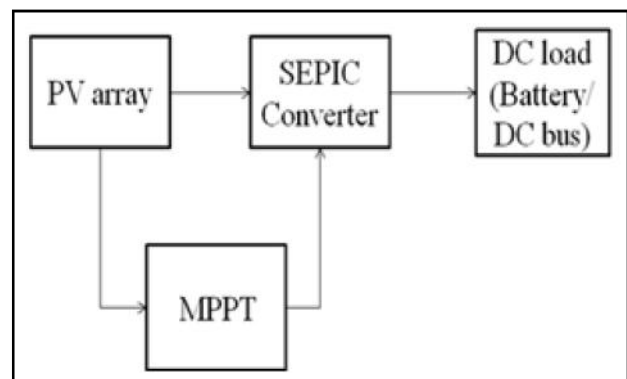 PV array
SEPIC
Converter
DC load
(Battery/
DC bus)
MPPT